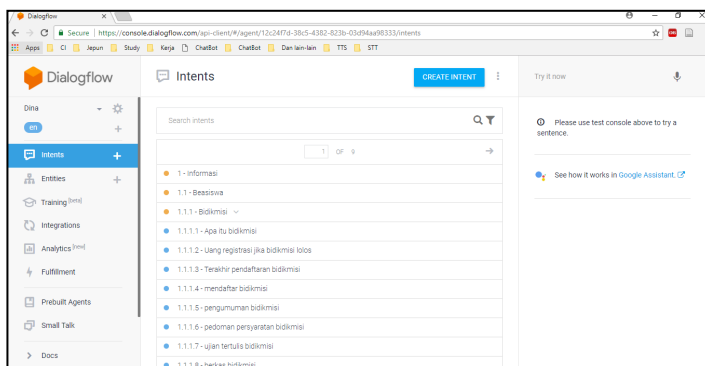 Dialogflow
Secure | https://console.dialogflow.com/api-client/#/agent/12c24f7d-38c5-4382-823b-03d94aa98333/intents
Apps CI Jepun Study Kerja ChatBot ChatBot Dan lain-lain TTS STT
Dialogflow
Dina
en
Intents
Entities
Training [beta]
Integrations
Analytics [new]
Fulfillment
Prebuilt Agents
Small Talk
Docs
Intents
CREATE INTENT
Search intents
1 OF 9
1 - Informasi
1.1 - Beasiswa
1.1.1 - Bidikmisi
1.1.1.1 - Apa itu bidikmisi
1.1.1.2 - Uang registrasi jika bidikmisi lolos
1.1.1.3 - Terakhir pendaftaran bidikmisi
1.1.1.4 - mendaftar bidikmisi
1.1.1.5 - pengumuman bidikmisi
1.1.1.6 - pedoman persyaratan bidikmisi
1.1.1.7 - ujian tertulis bidikmisi
1.1.1.8 - berkas bidikmisi
Try it now
Please use test console above to try a
sentence.
See how it works in Google Assistant.